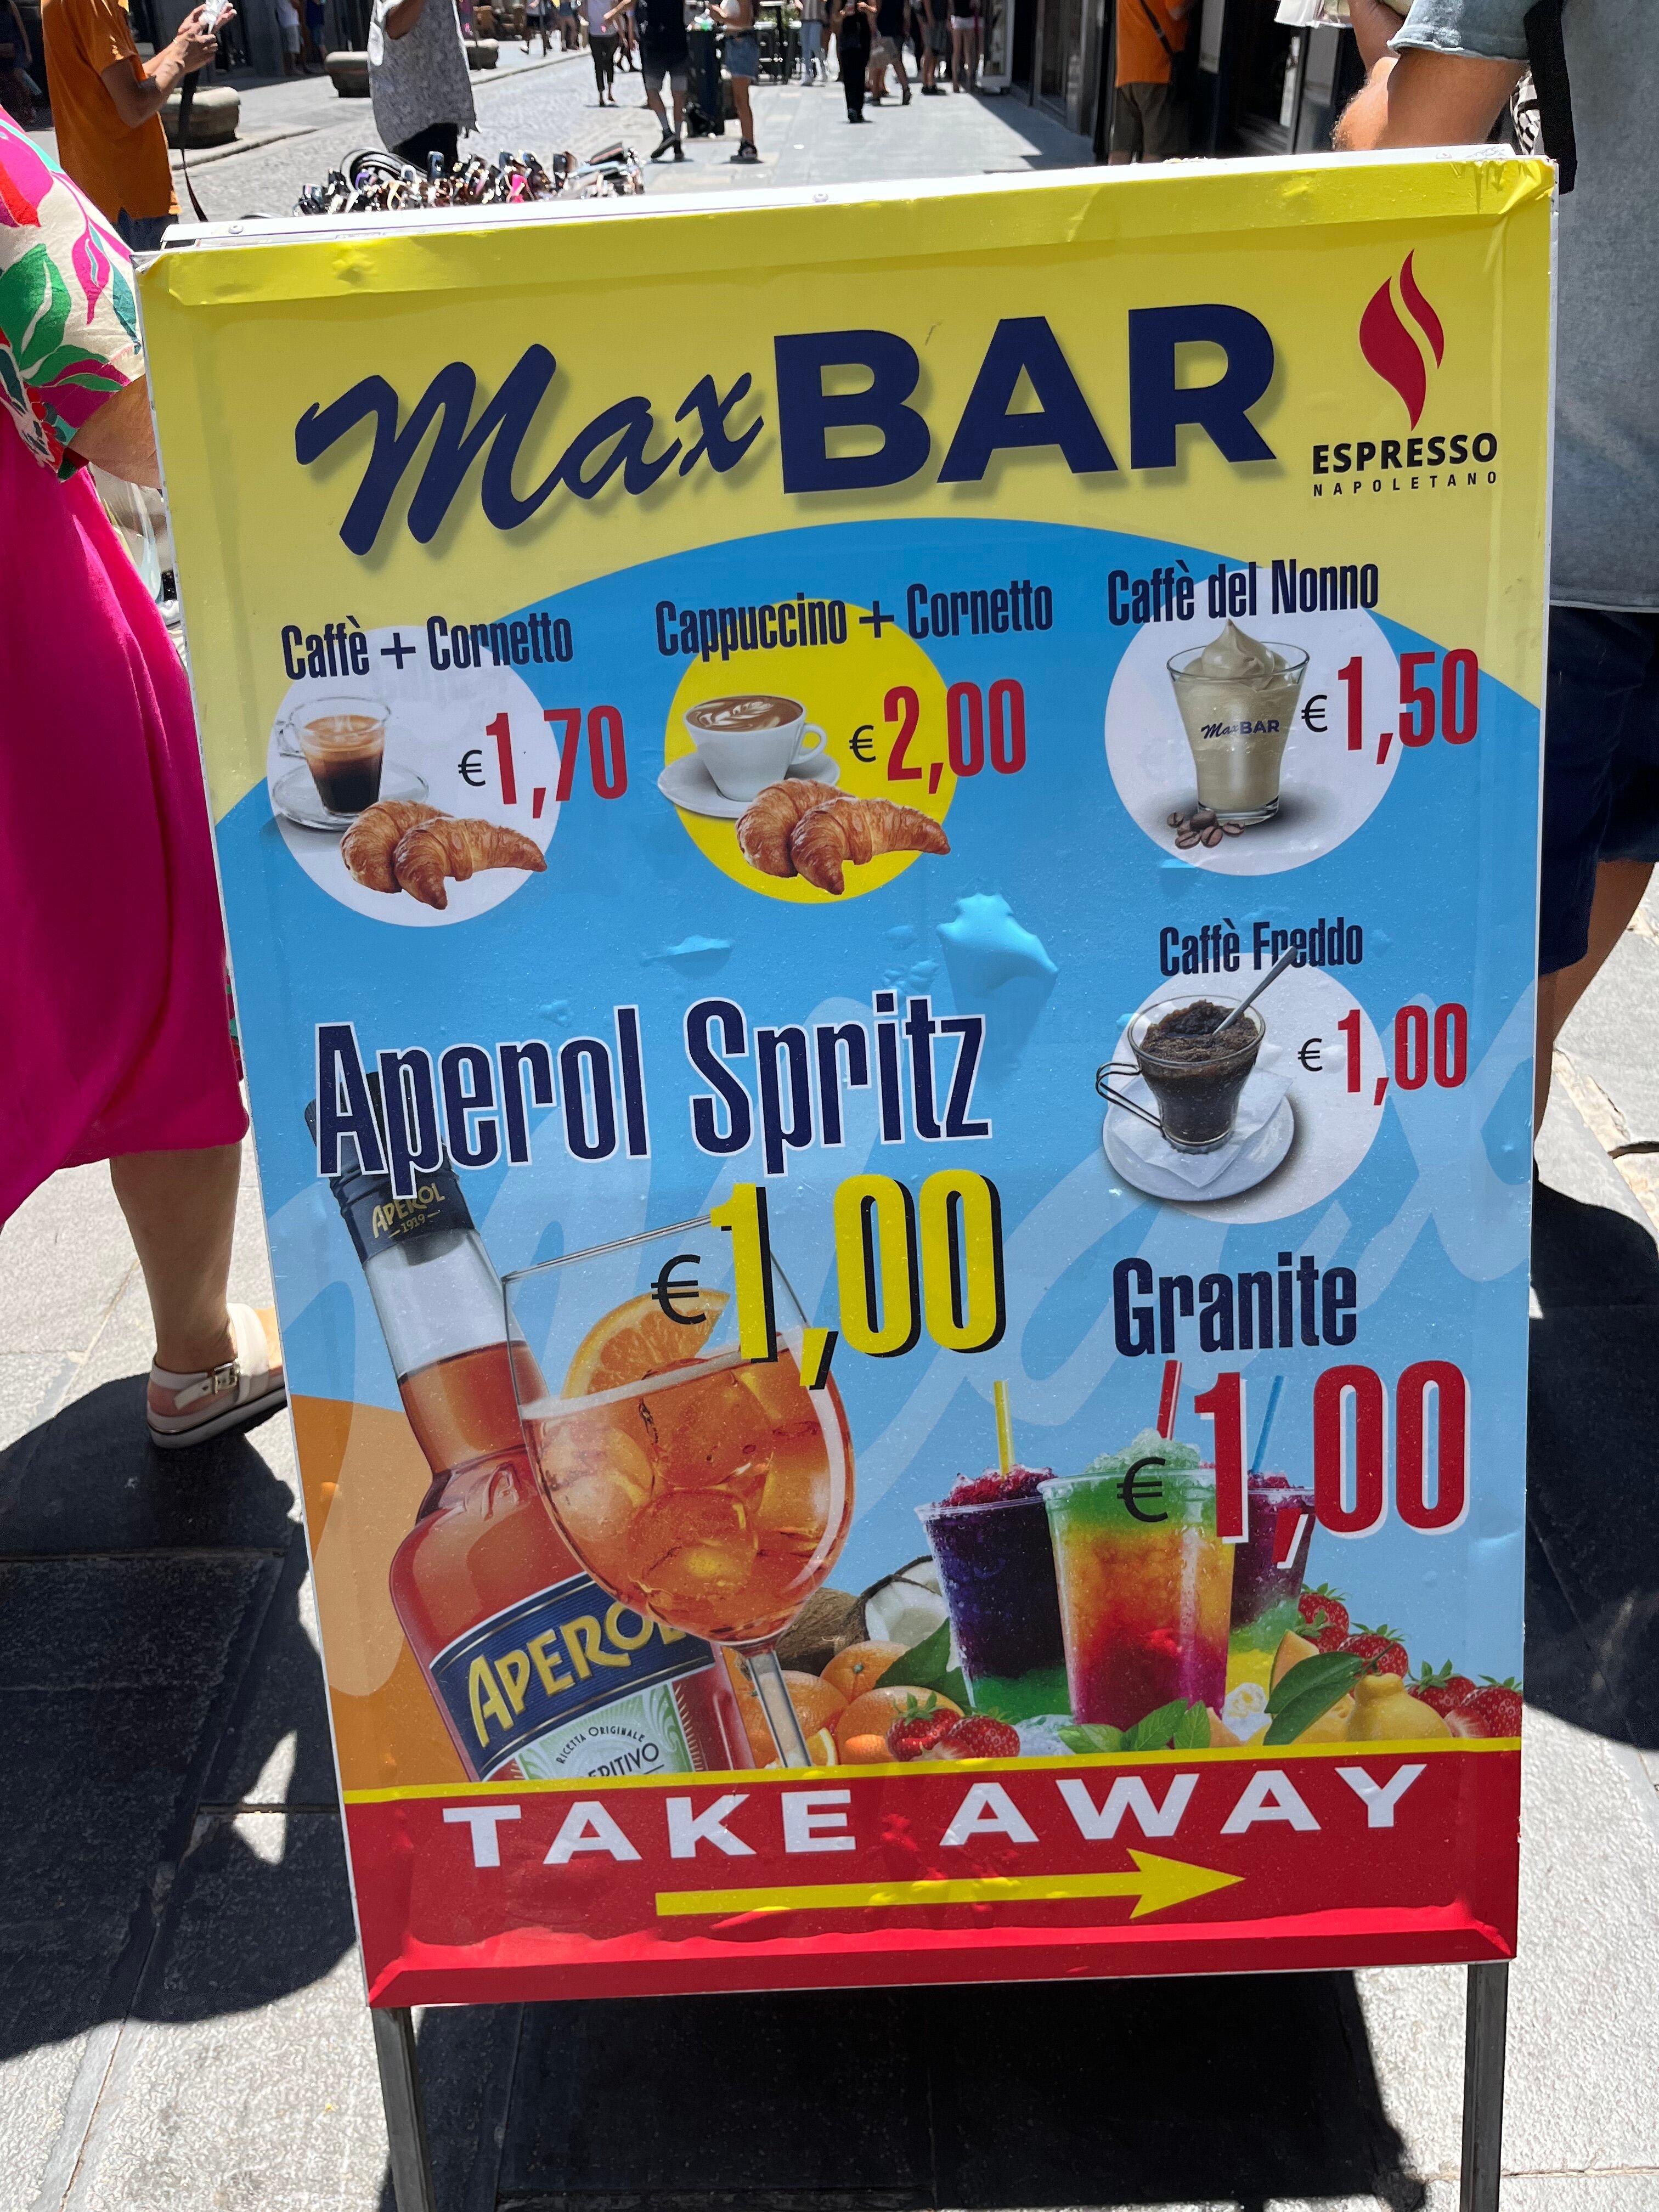 MaxBAR
ESPRESSO
NAPOLETANO
Caffè + Cornetto
€1,70
Cappuccino + Cornetto
€2,00
Caffè del Nonno
MaxBAR
€1,50
Caffè Freddo
€1,00
Aperol Spritz
€1,00
APEROL
1919
Granite
€1,00
APEROL
RICETTA ORIGINALE
TAKE AWAY